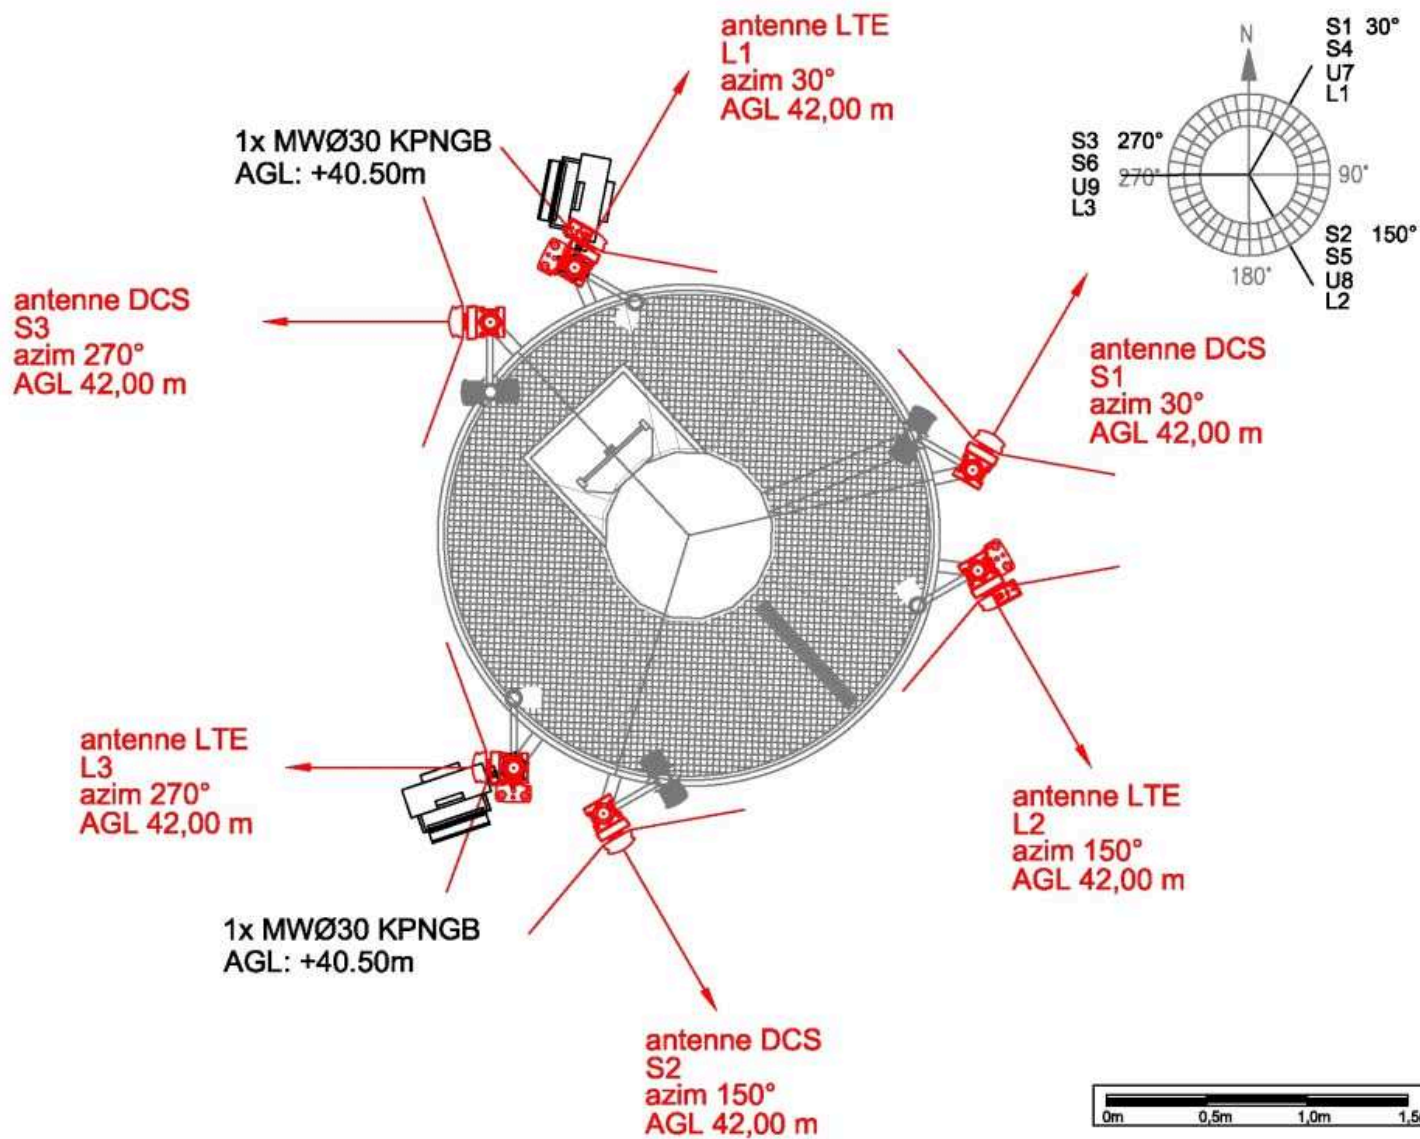 antenne LTE
L1
azim 30°
AGL 42,00 m
N
S1 30°
S4
U7
L1
1x MWØ30 KPNGB
AGL: +40.50m
S3 270°
S6
U9
L3
270°
90°
S2 150°
S5
U8
L2
180°
antenne DCS
S3
azim 270°
AGL 42,00 m
antenne DCS
S1
azim 30°
AGL 42,00 m
antenne LTE
L3
azim 270°
AGL 42,00 m
antenne LTE
L2
azim 150°
AGL 42,00 m
1x MWØ30 KPNGB
AGL: +40.50m
antenne DCS
S2
azim 150°
AGL 42,00 m
0m 0,5m 1,0m 1,5